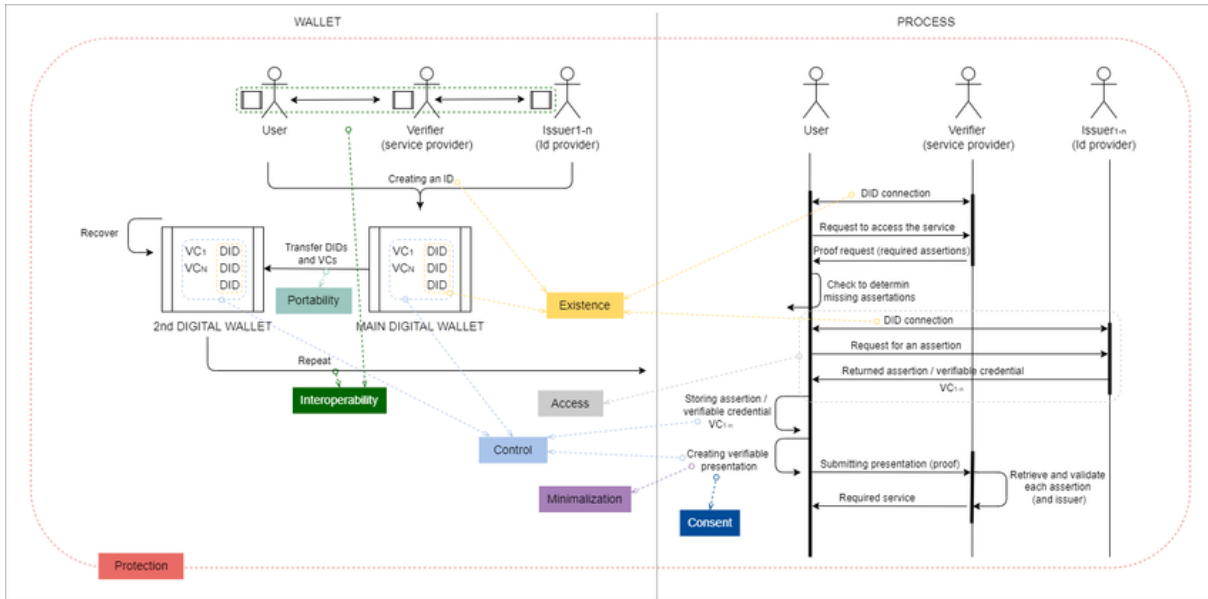 WALLET
User
Verifier
(service provider)
Issuer1-n
(Id provider)
Creating an ID
Recover
VC1 DID
VCN DID
DID
Transfer DIDs
and VCs
VC1 DID
VCN DID
DID
Portability
Existence
2nd DIGITAL WALLET
MAIN DIGITAL WALLET
Repeat
Interoperability
Access
Control
Minimalization
Consent
Protection
PROCESS
User
Verifier
(service provider)
Issuer1-n
(Id provider)
DID connection
Request to access the service
Proof request (required assertions)
Check to determin
missing assertations
DID connection
Request for an assertion
Returned assertion / verifiable credential
VC1-n
Storing assertion /
verifiable credential
VC1-n
Creating verifiable
presentation
Submitting presentation (proof)
Retrieve and validate
each assertion
(and issuer)
Required service